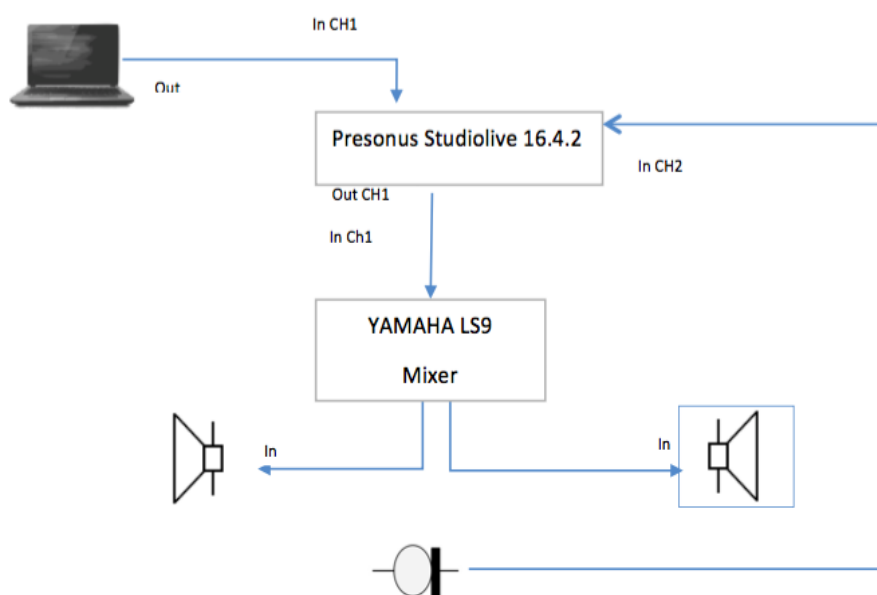 In CH1
Out
Presonus Studiolive 16.4.2
In CH2
Out CH1
In Ch1
YAMAHA LS9
Mixer
In
In